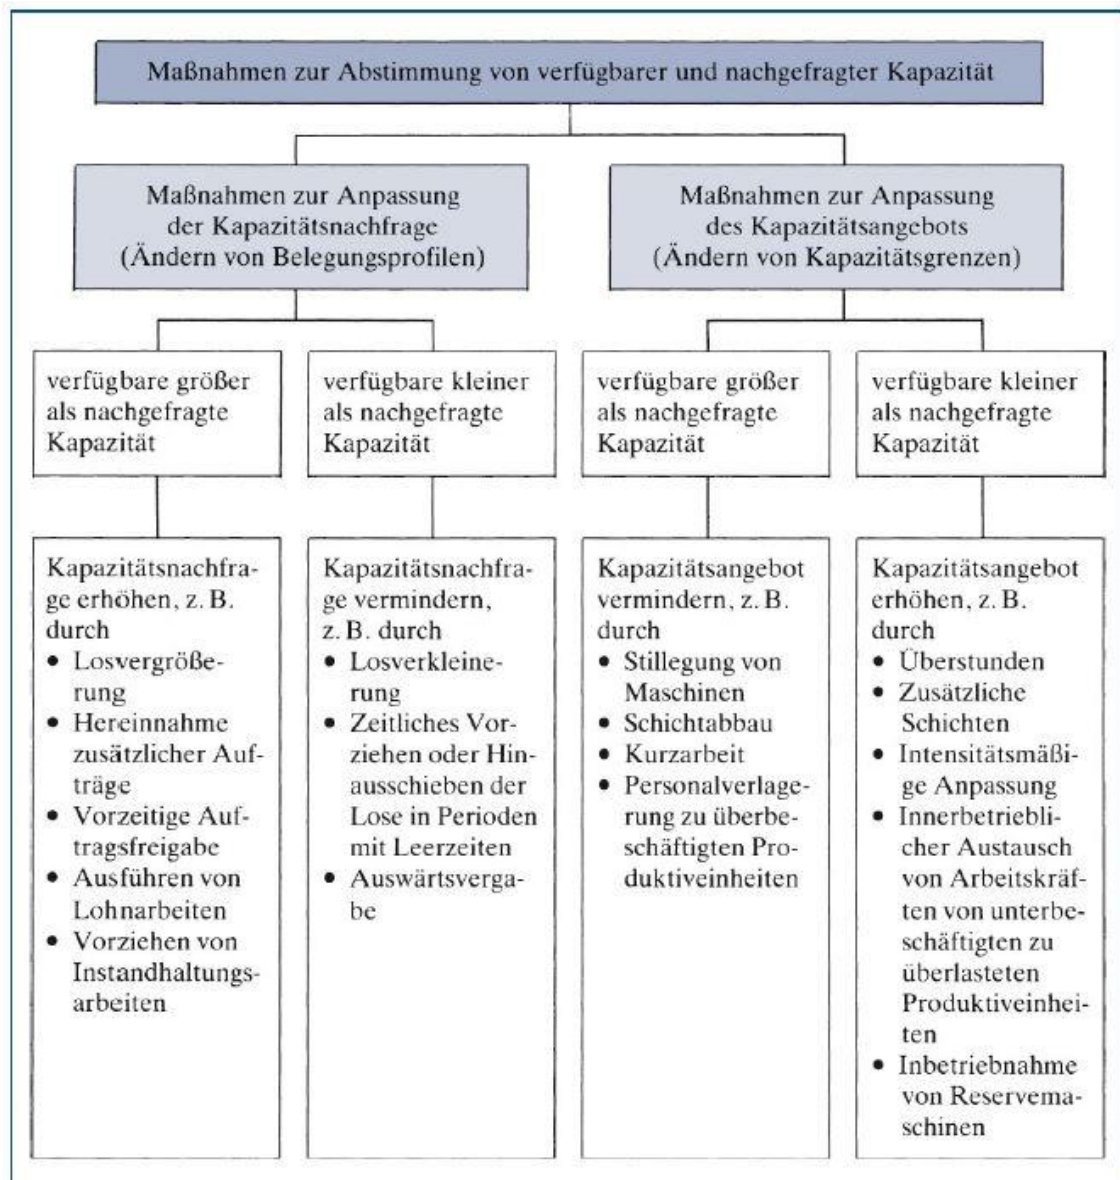 Maßnahmen zur Abstimmung von verfügbarer und nachgefragter Kapazität
Maßnahmen zur Anpassung
der Kapazitätsnachfrage
(Ändern von Belegungsprofilen)
Maßnahmen zur Anpassung
des Kapazitätsangebots
(Ändern von Kapazitätsgrenzen)
verfügbare größer
als nachgefragte
Kapazität
verfügbare kleiner
als nachgefragte
Kapazität
verfügbare größer
als nachgefragte
Kapazität
verfügbare kleiner
als nachgefragte
Kapazität
Kapazitätsnachfra-
ge erhöhen, z. B.
durch
• Losvergröße-
rung
• Hereinnahme
zusätzlicher Auf-
träge
• Vorzeitige Auf-
tragsfreigabe
• Ausführen von
Lohnarbeiten
• Vorziehen von
Instandhaltungs-
arbeiten
Kapazitätsnachfra-
ge vermindern,
z. B. durch
• Losverkleine-
rung
• Zeitliches Vor-
ziehen oder Hin-
ausschieben der
Lose in Perioden
mit Leerzeiten
• Auswärtsverga-
be
Kapazitätsangebot
vermindern, z. B.
durch
• Stillegung von
Maschinen
• Schichtabbau
• Kurzarbeit
• Personalverlage-
rung zu überbe-
schäftigten Pro-
duktiveinheiten
Kapazitätsangebot
erhöhen, z. B.
durch
• Überstunden
• Zusätzliche
Schichten
• Intensitätsmäßi-
ge Anpassung
• Innerbetriebli-
cher Austausch
von Arbeitskräf-
ten von unterbe-
schäftigten zu
überlasteten
Produktiveinhei-
ten
• Inbetriebnahme
von Reservema-
schinen